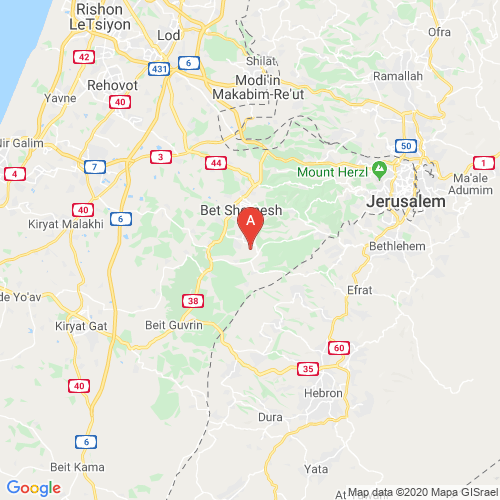 Rishon
LeTsiyon
Ofra
Lod
Shilat
42
6
431
Modi'in
Makabim-Re'ut
Ramallah
Rehovot
Yavne
40
50
Nir Galim
3
44
1
7
4
Mount Herzl
Ma'ale
Adumim
40
6
Bet Shemesh
A
Jerusalem
Kiryat Malakhi
Bethlehem
de Yo'av
38
Efrat
Kiryat Gat
Beit Guvrin
60
35
40
Hebron
Dura
6
Beit Kama
Yata
Google
Map data ©2020 Mapa GISrael